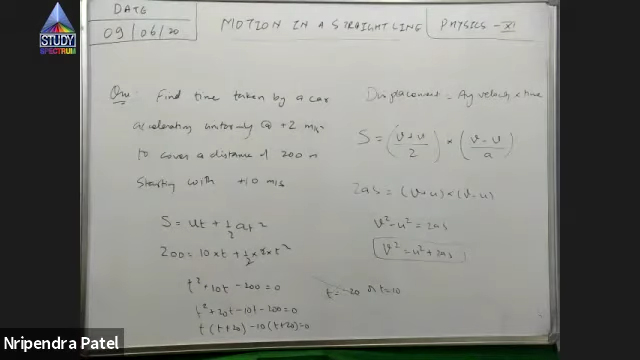 STUDY
SPECTRUM
DATE
09/06/20
MOTION IN A STRAIGHT LINE
PHYSICS - XI
Que: Find time taken by a car
accelerating uniformly @ +2 m/s²
to cover a distance of 200 m
Starting with +10 m/s
S = ut + 1/2 at²
200 = 10 × t + 1/2 × 2 × t²
t² + 10t - 200 = 0
t² + 20t - 10t - 200 = 0
t(t+20) - 10(t+20) = 0
t = -20 or t = 10
Displacement = Avg velocity × time
S = (v+u/2) × (v-u/a)
2as = (v+u) × (v-u)
v² - u² = 2as
v² = u² + 2as
Nripendra Patel